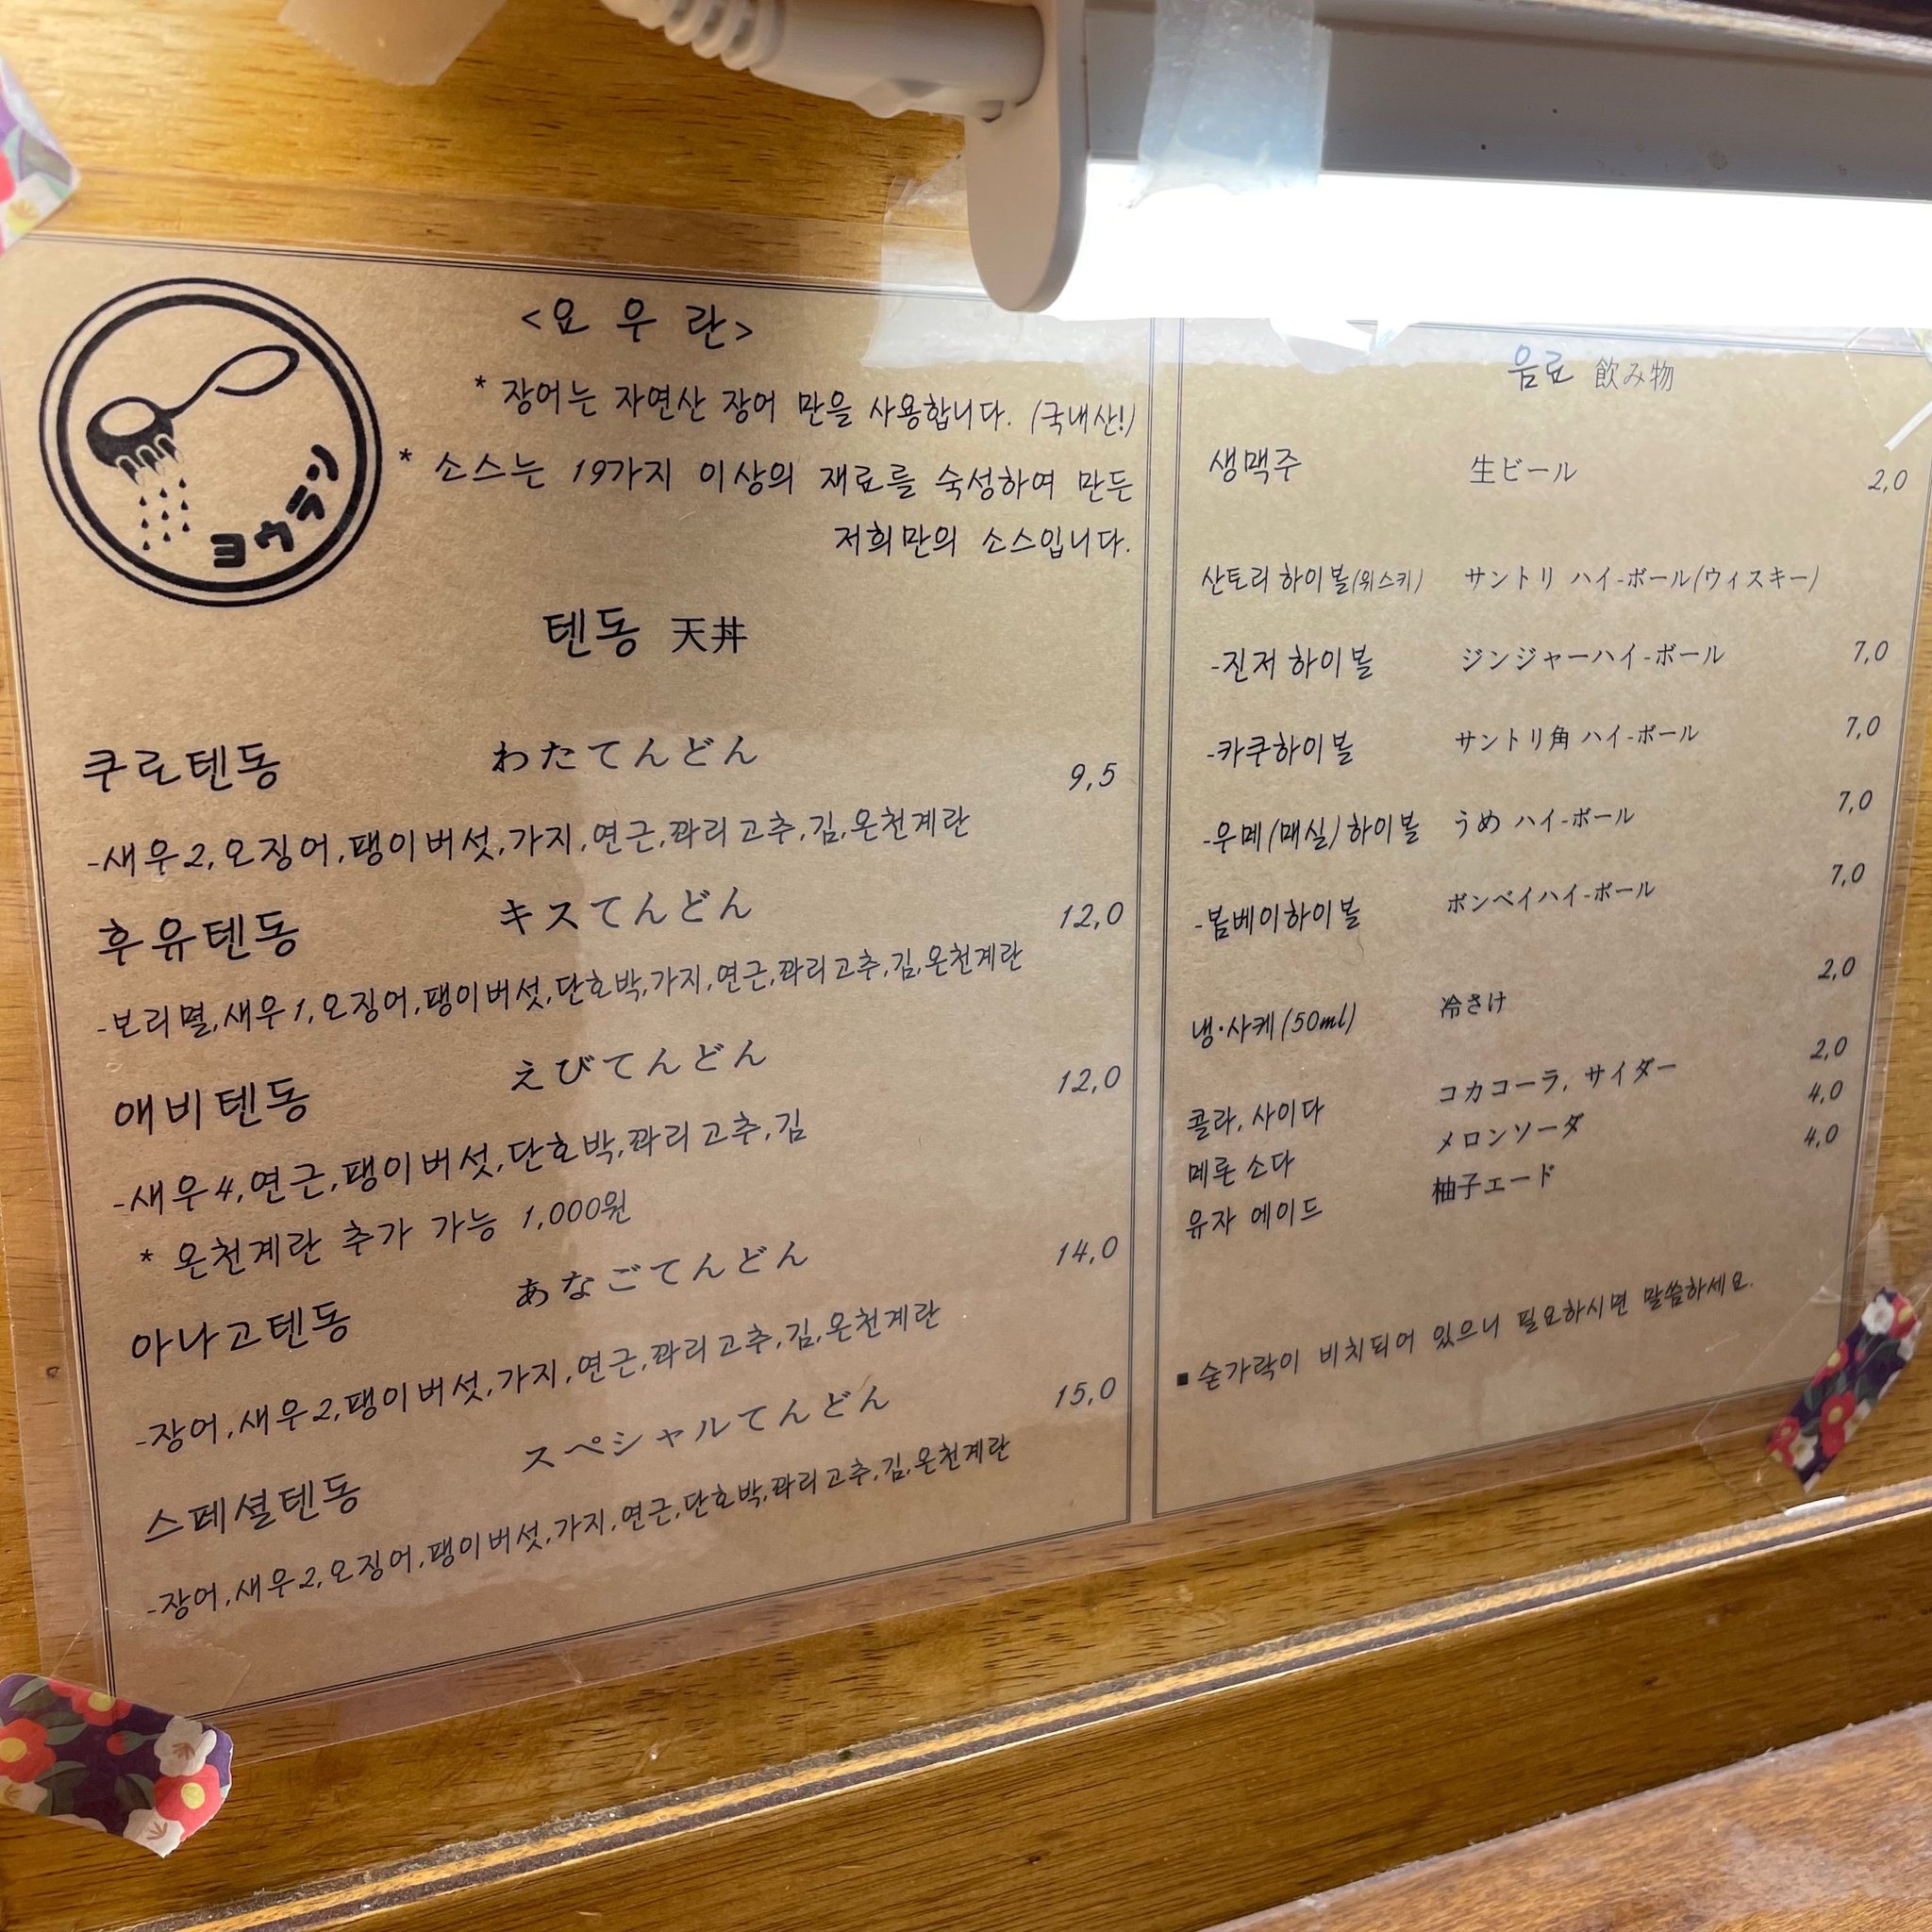 <요 우 란>
* 장어는 자연산 장어 만을 사용합니다. (국내산!)
* 소스는 19가지 이상의 재료를 숙성하여 만든
저희만의 소스입니다.
ヨウラン
텐동 天丼
쿠로텐동 わたてんどん 9,5
-새우2,오징어,팽이버섯,가지,연근,꽈리고추,김,온천계란
후유텐동 キスてんどん 12,0
-보리멸,새우1,오징어,팽이버섯,단호박,가지,연근,꽈리고추,김,온천계란
애비텐동 えびてんどん 12,0
-새우4,연근,팽이버섯,단호박,꽈리고추,김
* 온천계란 추가 가능 1,000원
아나고텐동 あなごてんどん 14,0
-장어,새우2,팽이버섯,가지,연근,꽈리고추,김,온천계란
스페셜텐동 スペシャルてんどん 15,0
-장어,새우2,오징어,팽이버섯,가지,연근,단호박,꽈리고추,김,온천계란
음료 飲み物
생맥주 生ビール 2,0
산토리 하이볼(위스키) サントリ ハイ-ボール(ウィスキー)
-진저 하이볼 ジンジャーハイ-ボール 7,0
-카쿠하이볼 サントリ角 ハイ-ボール 7,0
-우메(매실)하이볼 うめ ハイ-ボール 7,0
-봄베이하이볼 ボンベイハイ-ボール 7,0
냉·사케(50ml) 冷さけ 2,0
콜라, 사이다 コカコーラ, サイダー 2,0
메론 소다 メロンソーダ 4,0
유자 에이드 柚子エード 4,0
▪ 숟가락이 비치되어 있으니 필요하시면 말씀하세요.